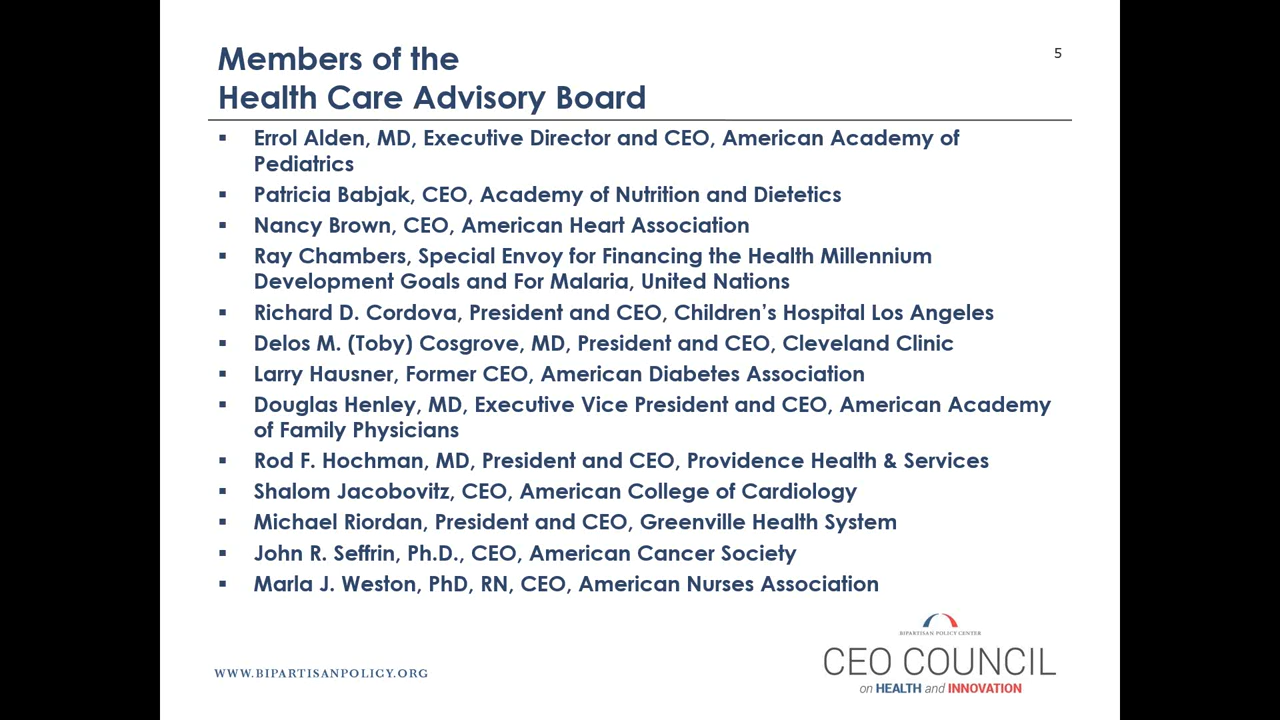 Members of the
5
Health Care Advisory Board
▪ Errol Alden, MD, Executive Director and CEO, American Academy of
Pediatrics
▪ Patricia Babjak, CEO, Academy of Nutrition and Dietetics
▪ Nancy Brown, CEO, American Heart Association
▪ Ray Chambers, Special Envoy for Financing the Health Millennium
Development Goals and For Malaria, United Nations
▪ Richard D. Cordova, President and CEO, Children’s Hospital Los Angeles
▪ Delos M. (Toby) Cosgrove, MD, President and CEO, Cleveland Clinic
▪ Larry Hausner, Former CEO, American Diabetes Association
▪ Douglas Henley, MD, Executive Vice President and CEO, American Academy
of Family Physicians
▪ Rod F. Hochman, MD, President and CEO, Providence Health & Services
▪ Shalom Jacobovitz, CEO, American College of Cardiology
▪ Michael Riordan, President and CEO, Greenville Health System
▪ John R. Seffrin, Ph.D., CEO, American Cancer Society
▪ Marla J. Weston, PhD, RN, CEO, American Nurses Association
BIPARTISAN POLICY CENTER
CEO COUNCIL
on HEALTH and INNOVATION
WWW.BIPARTISANPOLICY.ORG